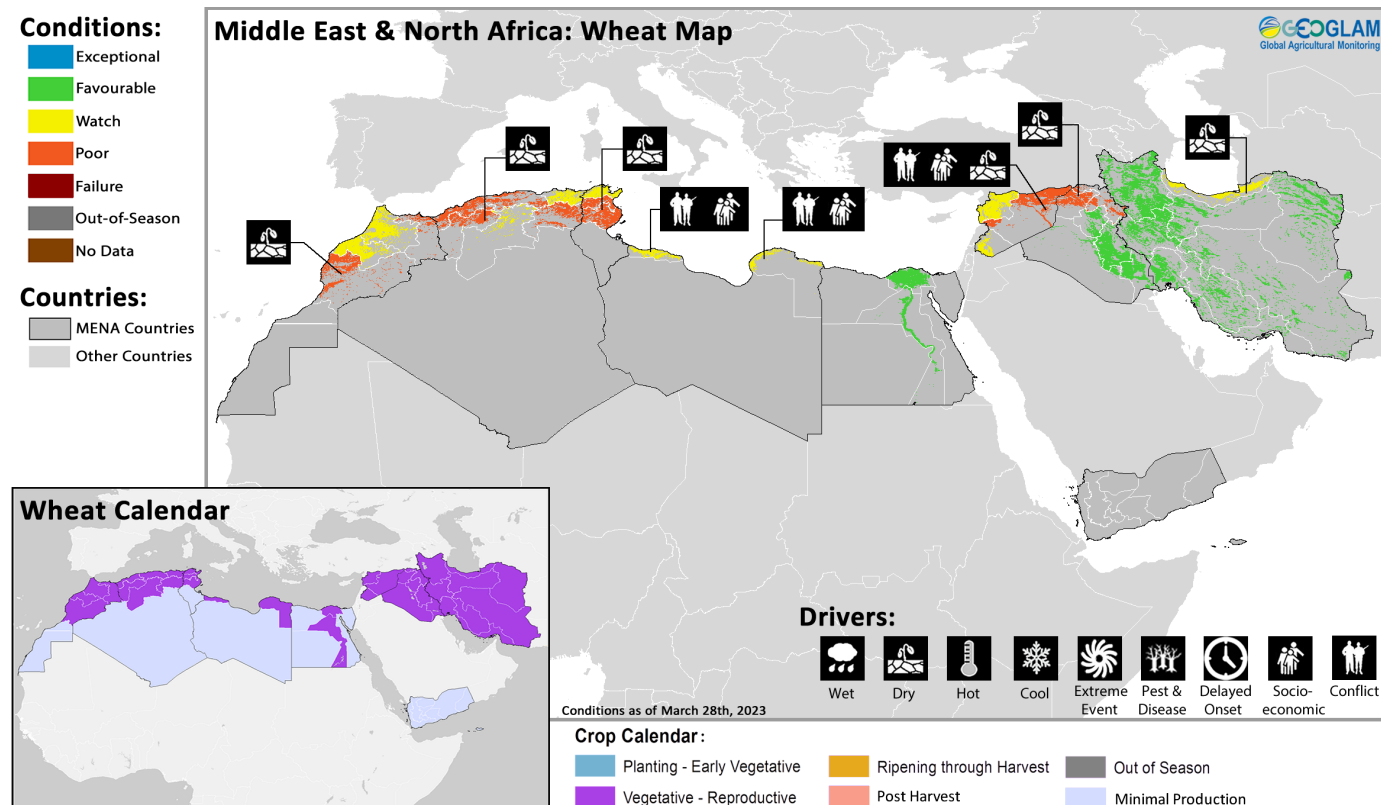 Conditions:
Exceptional
Favourable
Watch
Poor
Failure
Out-of-Season
No Data
Countries:
MENA Countries
Other Countries
Middle East & North Africa: Wheat Map
GEOGLAM
Global Agricultural Monitoring
Wheat Calendar
Drivers:
Wet
Dry
Hot
Cool
Extreme
Event
Pest &
Disease
Delayed
Onset
Socio-
economic
Conflict
Conditions as of March 28th, 2023
Crop Calendar:
Planting - Early Vegetative
Ripening through Harvest
Out of Season
Vegetative - Reproductive
Post Harvest
Minimal Production